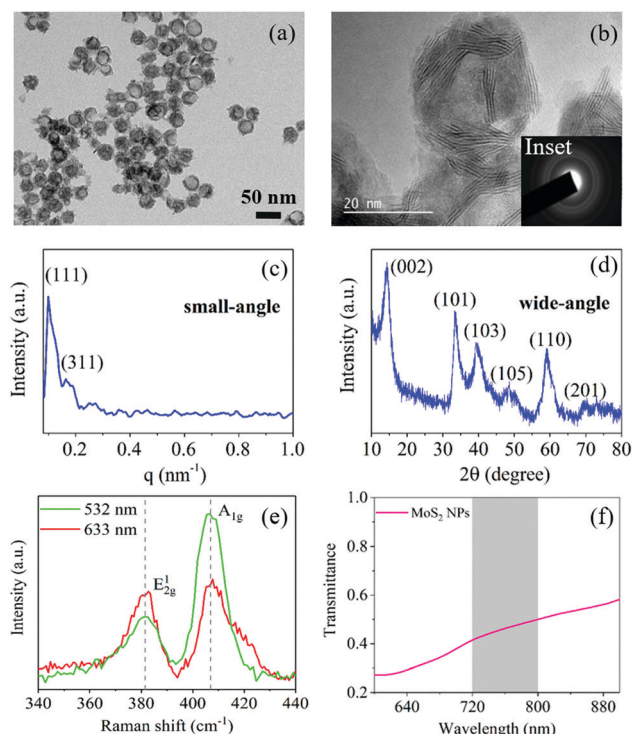 (a)
50 nm
(b)
20 nm
Inset
(c)
(111)
small-angle
(311)
Intensity (a.u.)
0.2 0.4 0.6 0.8 1.0
q (nm⁻¹)
(d)
(002)
wide-angle
(101)
(103)
(110)
(105)
(201)
Intensity (a.u.)
10 20 30 40 50 60 70 80
2θ (degree)
(e)
532 nm
633 nm
A1g
E¹2g
Intensity (a.u.)
340 360 380 400 420 440
Raman shift (cm⁻¹)
(f)
MoS₂ NPs
Transmittance
1.0
0.8
0.6
0.4
0.2
640 720 800 880
Wavelength (nm)